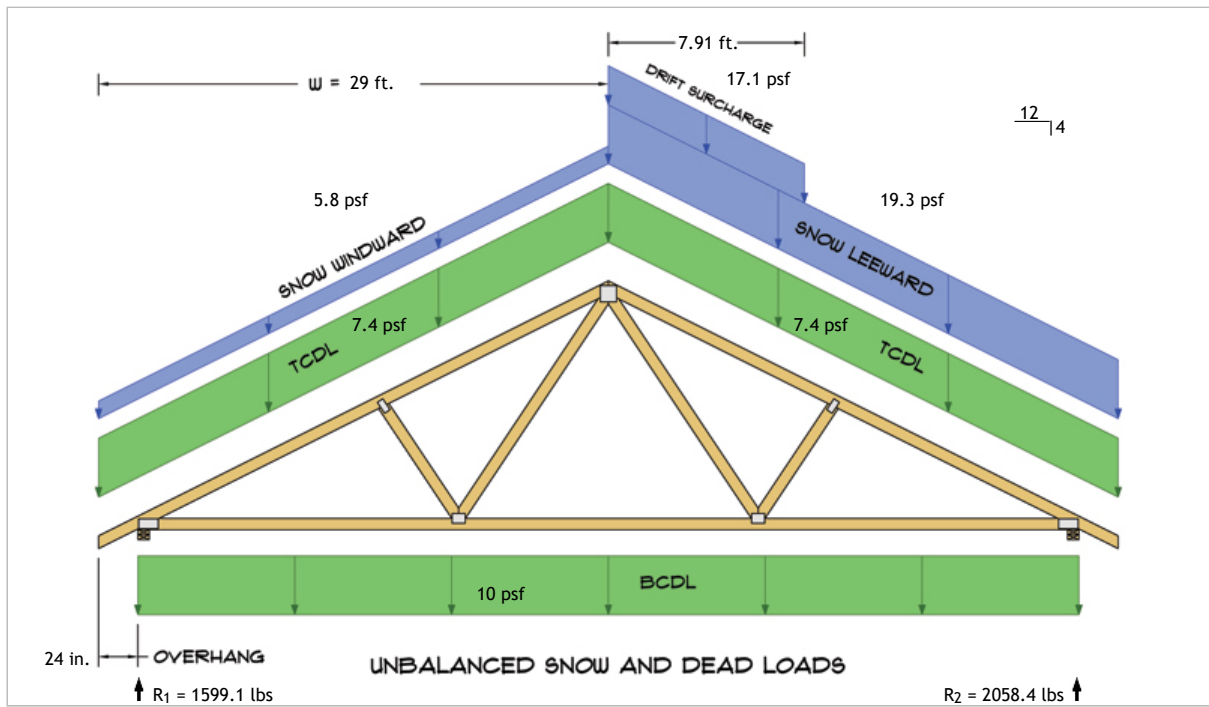 7.91 ft.
DRIFT SURCHARGE
17.1 psf
W = 29 ft.
12
4
5.8 psf
19.3 psf
SNOW WINDWARD
SNOW LEEWARD
7.4 psf
7.4 psf
TCDL
TCDL
10 psf
BCDL
24 in.
OVERHANG
UNBALANCED SNOW AND DEAD LOADS
R₁ = 1599.1 lbs
R₂ = 2058.4 lbs